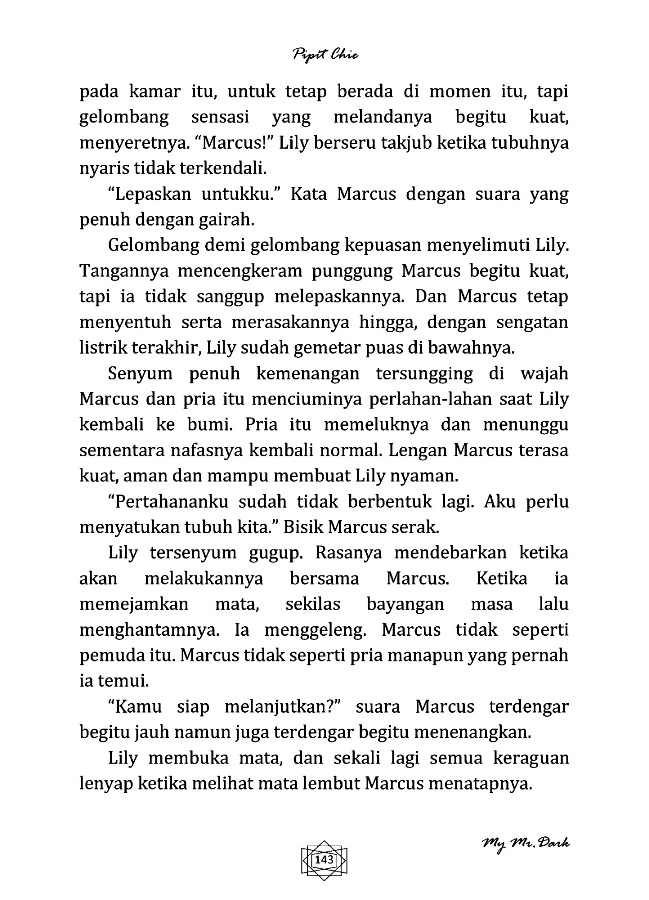 Pipit Chie
pada kamar itu, untuk tetap berada di momen itu, tapi
gelombang sensasi yang melandanya begitu kuat,
menyeretnya. “Marcus!” Lily berseru takjub ketika tubuhnya
nyaris tidak terkendali.
“Lepaskan untukku.” Kata Marcus dengan suara yang
penuh dengan gairah.
Gelombang demi gelombang kepuasan menyelimuti Lily.
Tangannya mencengkeram punggung Marcus begitu kuat,
tapi ia tidak sanggup melepaskannya. Dan Marcus tetap
menyentuh serta merasakannya hingga, dengan sengatan
listrik terakhir, Lily sudah gemetar puas di bawahnya.
Senyum penuh kemenangan tersungging di wajah
Marcus dan pria itu menciuminya perlahan-lahan saat Lily
kembali ke bumi. Pria itu memeluknya dan menunggu
sementara nafasnya kembali normal. Lengan Marcus terasa
kuat, aman dan mampu membuat Lily nyaman.
“Pertahananku sudah tidak berbentuk lagi. Aku perlu
menyatukan tubuh kita.” Bisik Marcus serak.
Lily tersenyum gugup. Rasanya mendebarkan ketika
akan melakukannya bersama Marcus. Ketika ia
memejamkan mata, sekilas bayangan masa lalu
menghantamnya. Ia menggeleng. Marcus tidak seperti
pemuda itu. Marcus tidak seperti pria manapun yang pernah
ia temui.
“Kamu siap melanjutkan?” suara Marcus terdengar
begitu jauh namun juga terdengar begitu menenangkan.
Lily membuka mata, dan sekali lagi semua keraguan
lenyap ketika melihat mata lembut Marcus menatapnya.
My Mr. Dark
143